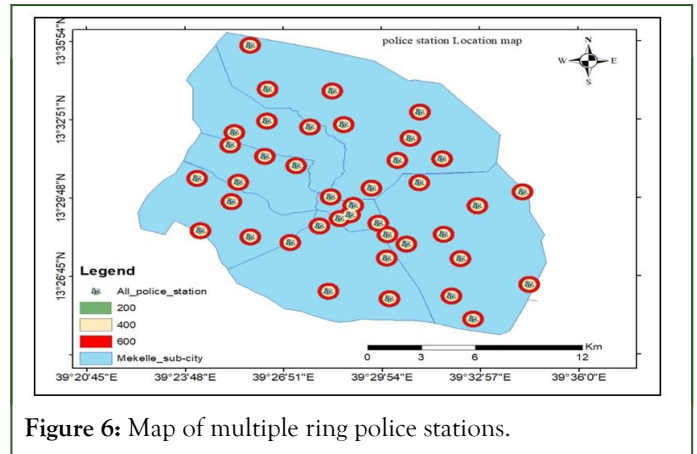 police station Location map
N
W E
S
13°35'54"N
13°32'51"N
13°29'48"N
13°26'45"N
Legend
All_police_station
200
400
600
Mekelle_sub-city
Km
0 3 6 12
39°20'45"E 39°23'48"E 39°26'51"E 39°29'54"E 39°32'57"E 39°36'0"E
Figure 6: Map of multiple ring police stations.